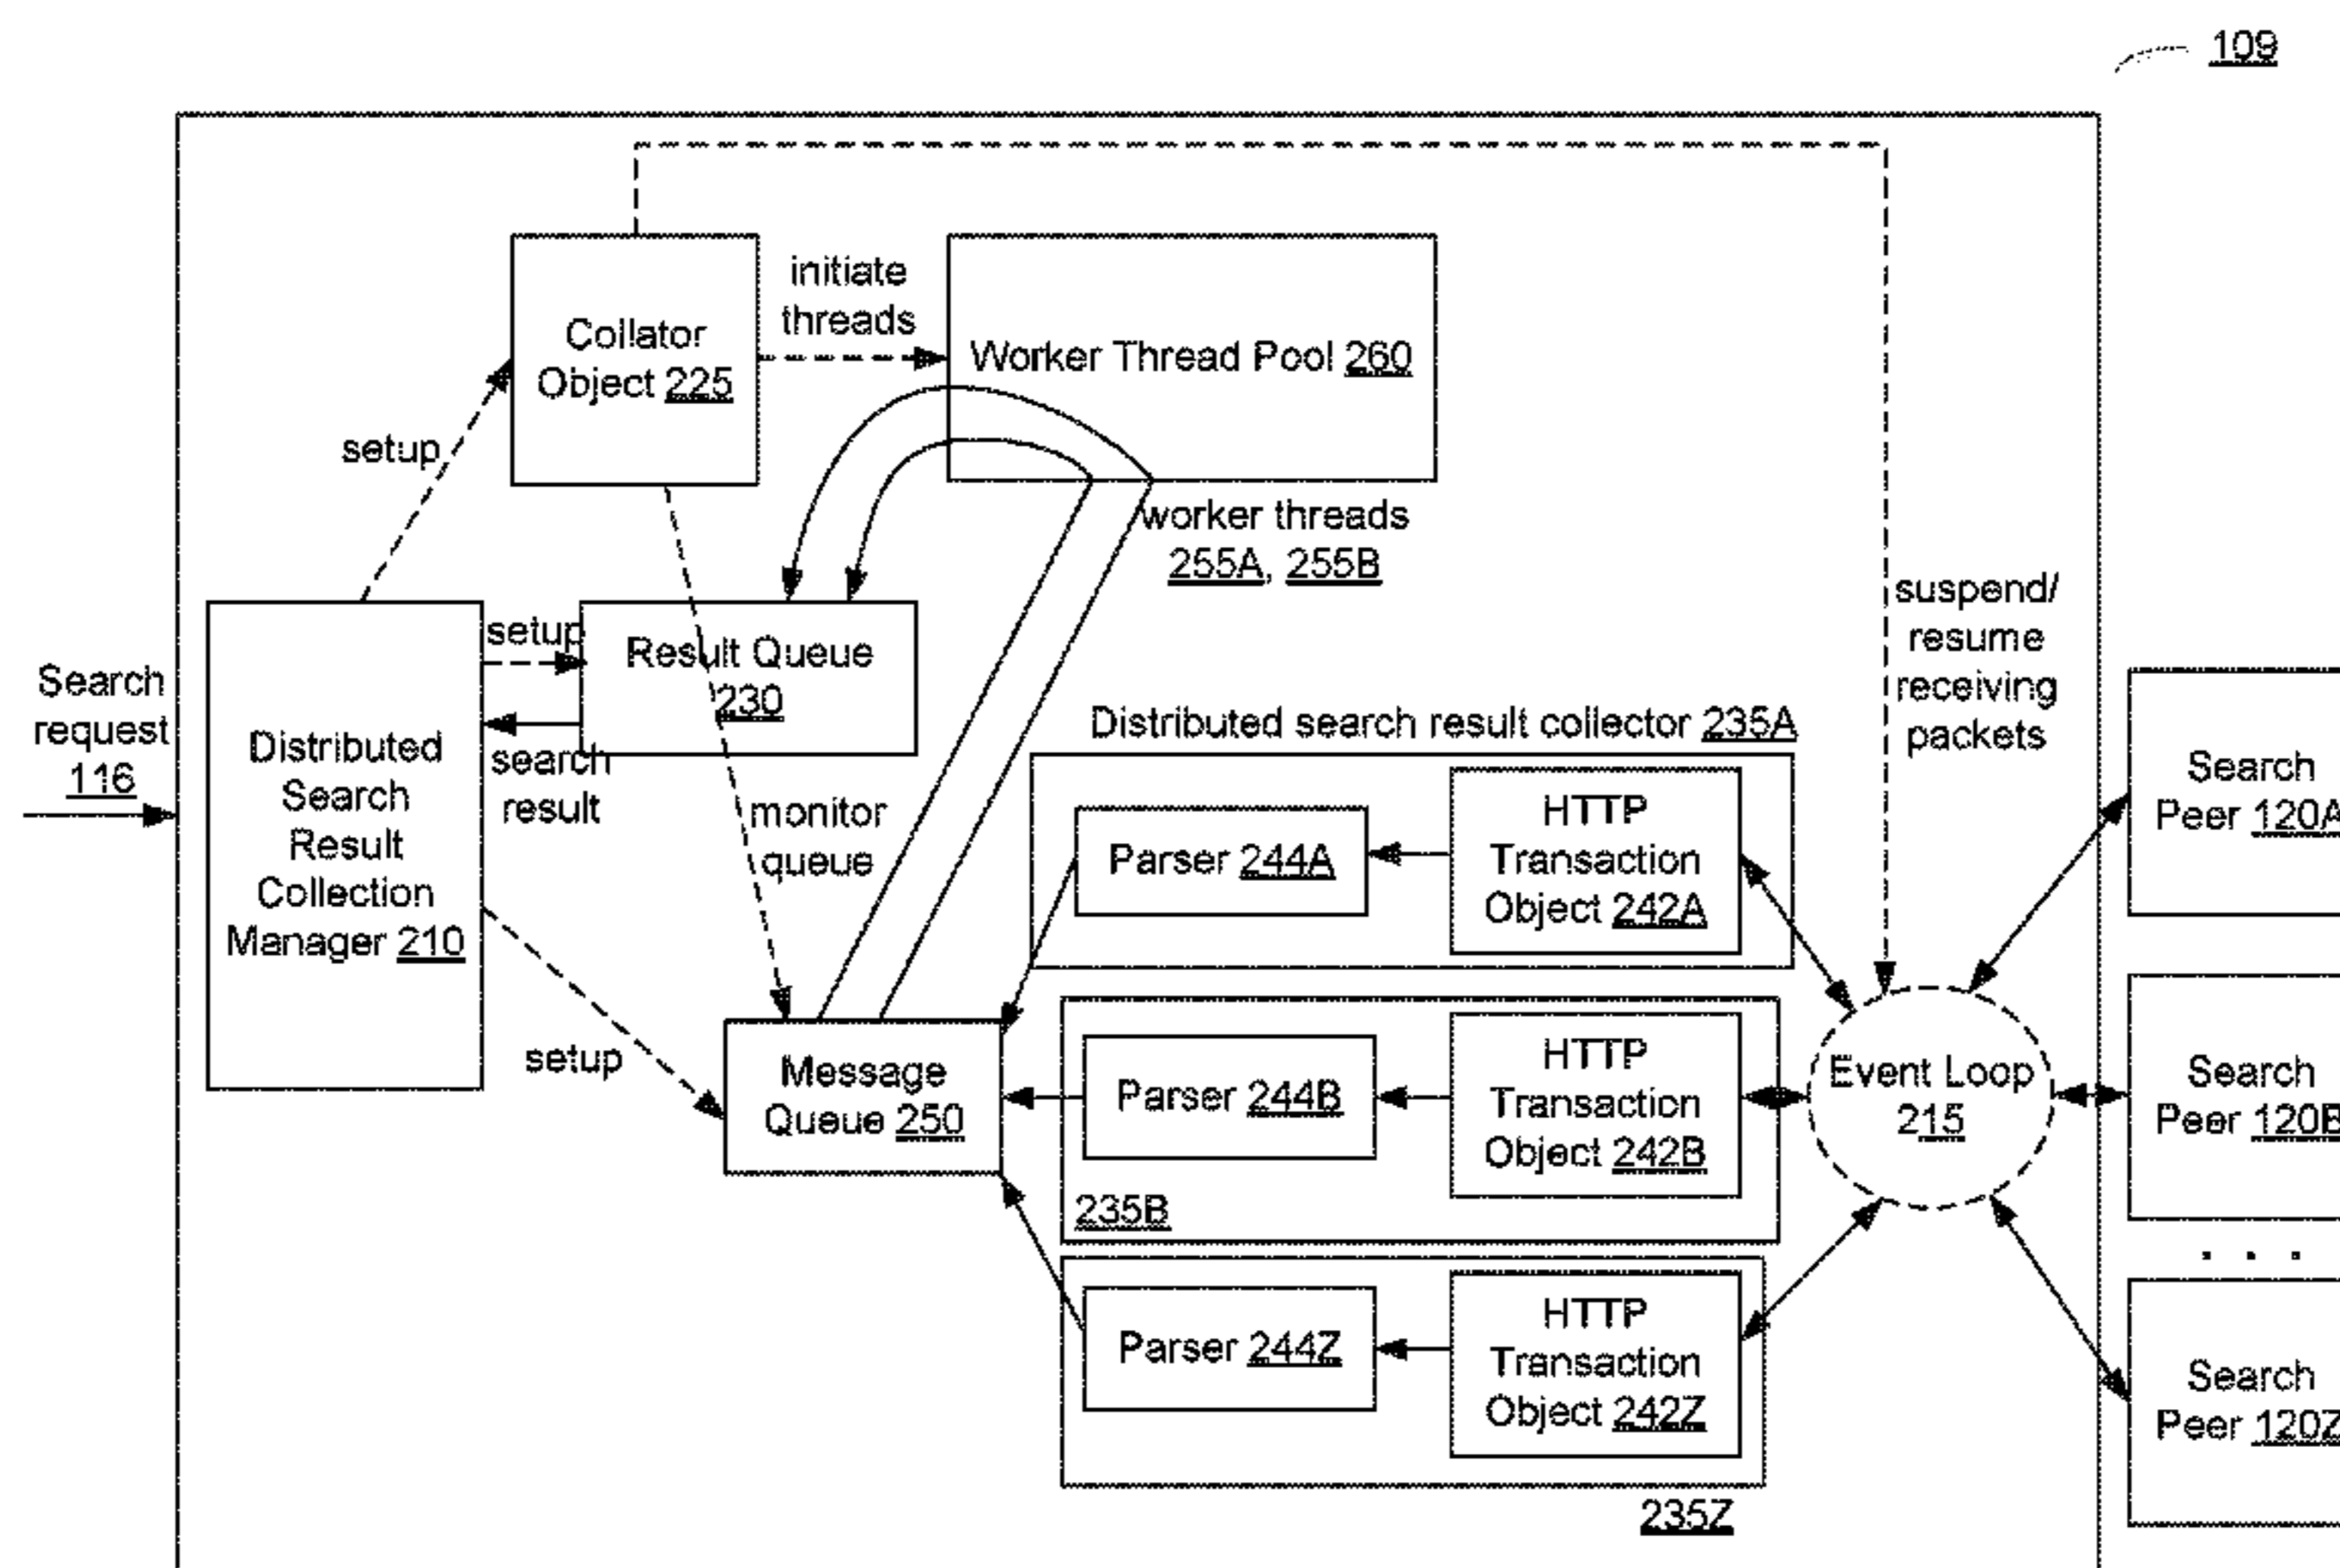 109
Collator
Object 225
initiate
threads
Worker Thread Pool 260
setup
worker threads
255A, 255B
Search
request
116
Distributed
Search
Result
Collection
Manager 210
setup
Result Queue
230
search
result
monitor
queue
suspend/
resume
receiving
packets
Distributed search result collector 235A
Parser 244A
HTTP
Transaction
Object 242A
Search
Peer 120A
setup
Message
Queue 250
Parser 244B
HTTP
Transaction
Object 242B
235B
Event Loop
215
Search
Peer 120B
. . .
Parser 244Z
HTTP
Transaction
Object 242Z
235Z
Search
Peer 120Z